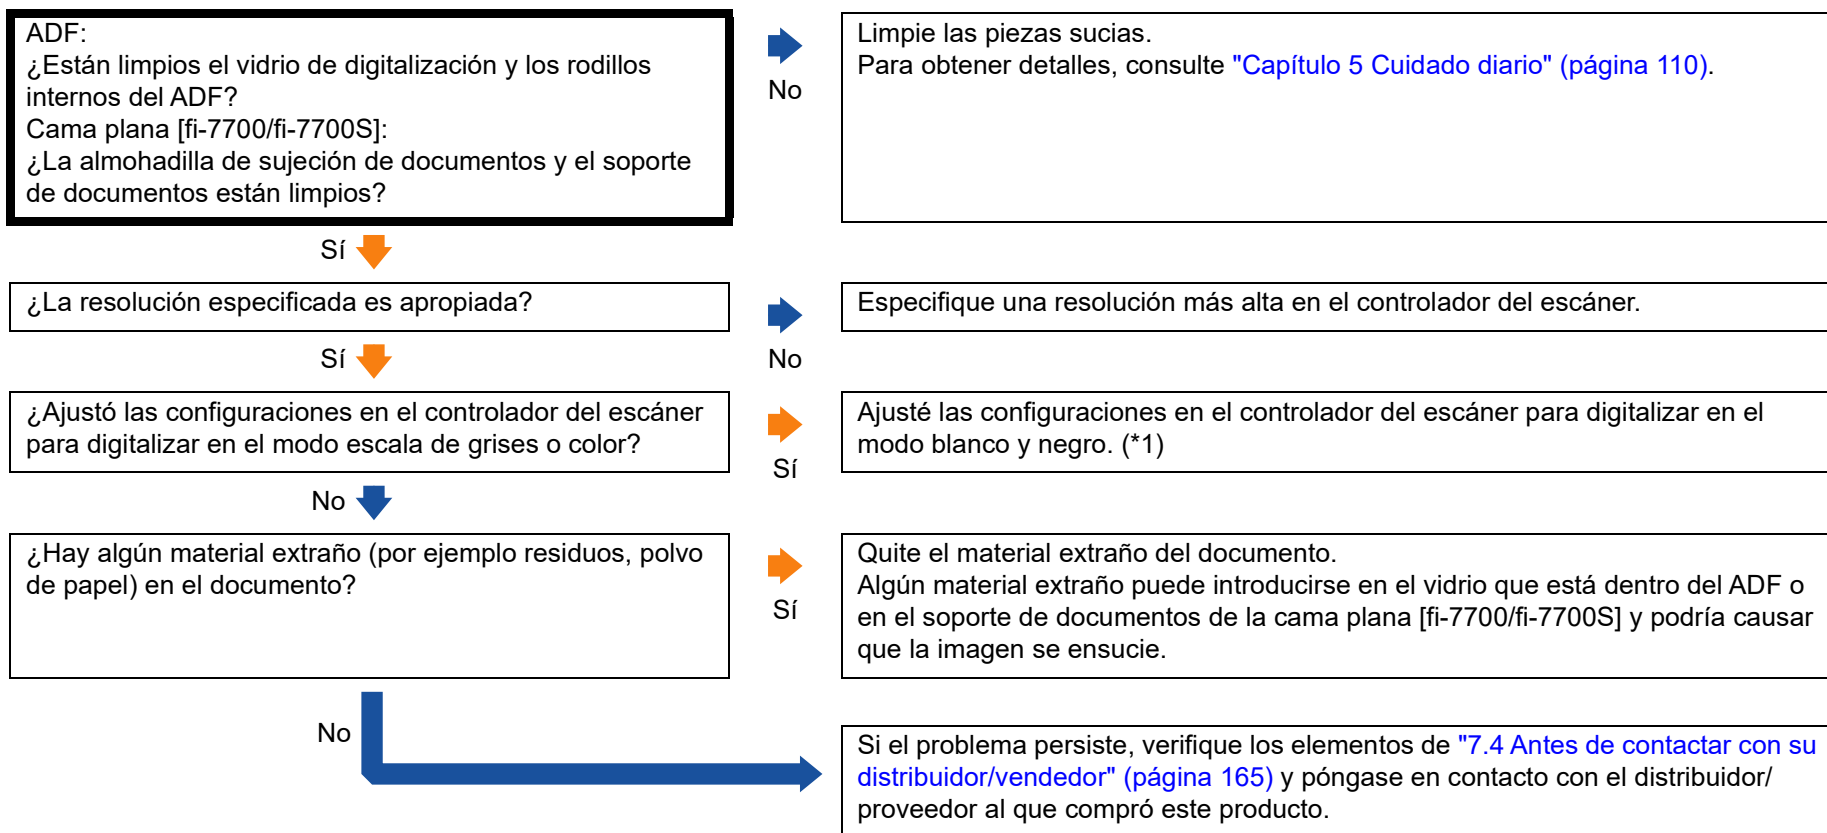 ADF:
¿Están limpios el vidrio de digitalización y los rodillos
internos del ADF?
Cama plana [fi-7700/fi-7700S]:
¿La almohadilla de sujeción de documentos y el soporte
de documentos están limpios?
No
Limpie las piezas sucias.
Para obtener detalles, consulte "Capítulo 5 Cuidado diario" (página 110).
Sí
¿La resolución especificada es apropiada?
No
Especifique una resolución más alta en el controlador del escáner.
Sí
¿Ajustó las configuraciones en el controlador del escáner
para digitalizar en el modo escala de grises o color?
Sí
Ajusté las configuraciones en el controlador del escáner para digitalizar en el
modo blanco y negro. (*1)
No
¿Hay algún material extraño (por ejemplo residuos, polvo
de papel) en el documento?
Sí
Quite el material extraño del documento.
Algún material extraño puede introducirse en el vidrio que está dentro del ADF o
en el soporte de documentos de la cama plana [fi-7700/fi-7700S] y podría causar
que la imagen se ensucie.
No
Si el problema persiste, verifique los elementos de "7.4 Antes de contactar con su
distribuidor/vendedor" (página 165) y póngase en contacto con el distribuidor/
proveedor al que compró este producto.